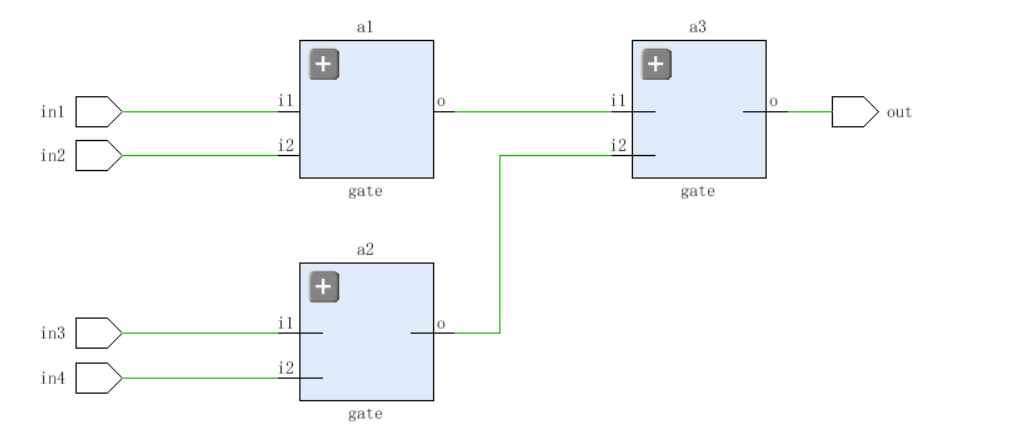 a1
a3
in1
i1
o
i1
o
out
in2
i2
i2
gate
gate
a2
in3
i1
o
in4
i2
gate